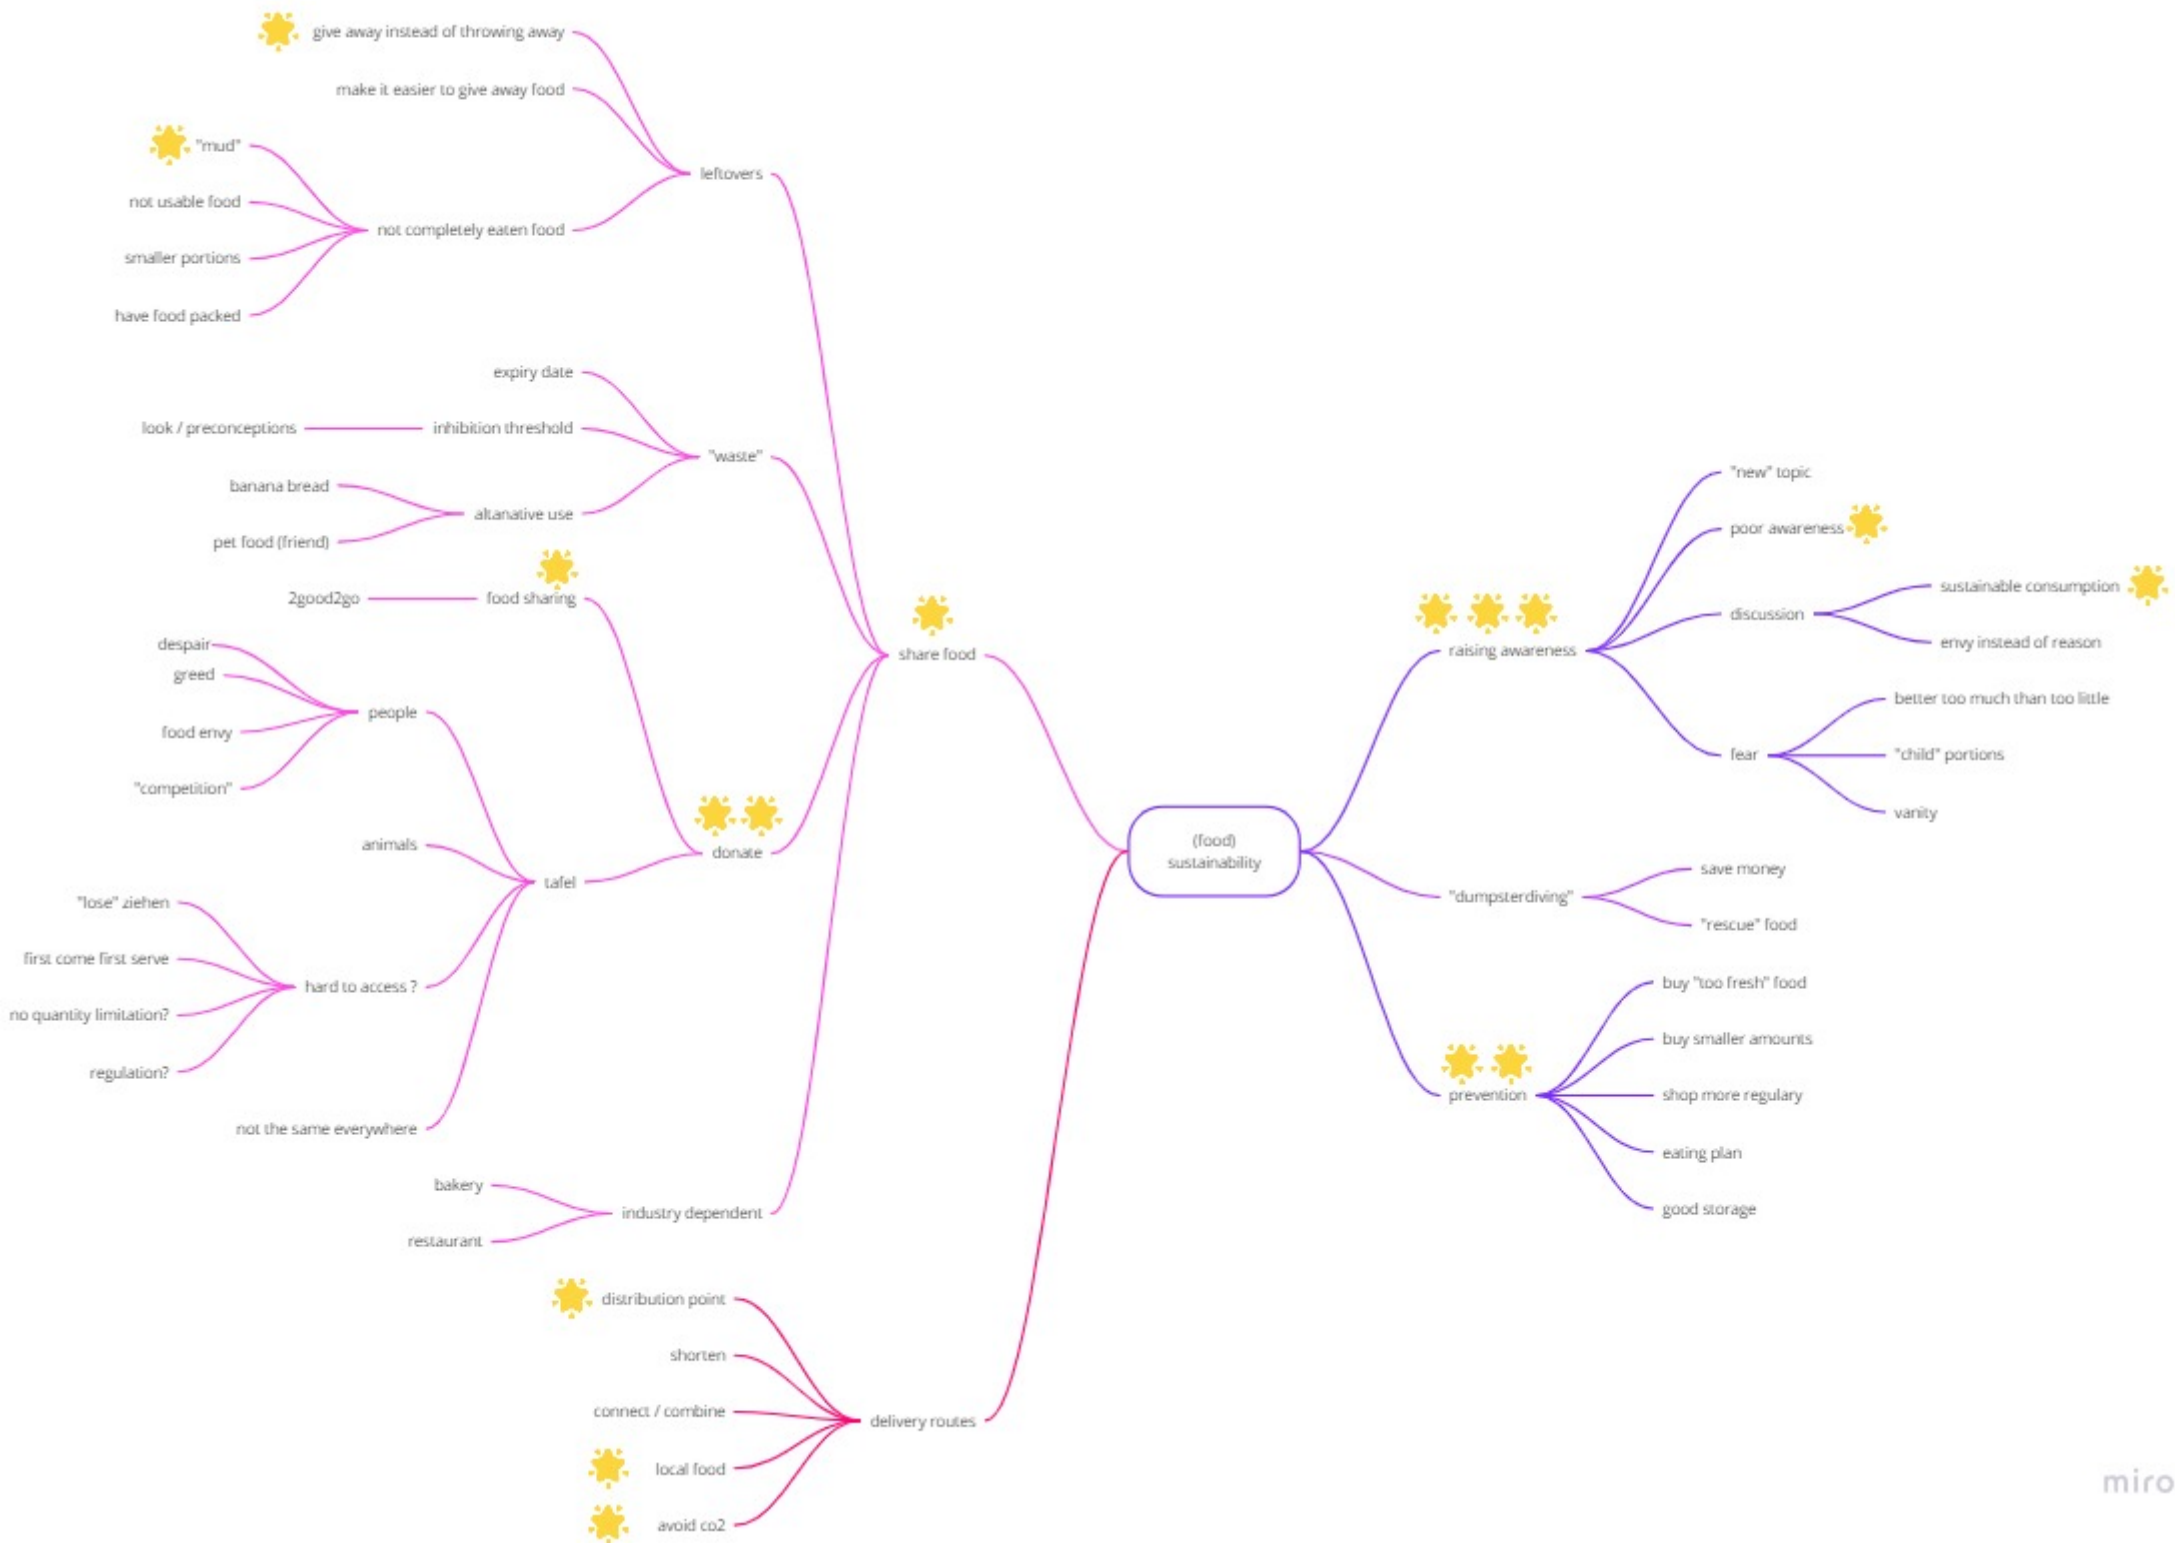 give away instead of throwing away
make it easier to give away food
"mud"
leftovers
not usable food
not completely eaten food
smaller portions
have food packed
expiry date
look / preconceptions
inhibition threshold
"waste"
banana bread
altanative use
pet food (friend)
2good2go
food sharing
despair
greed
share food
people
food envy
"competition"
animals
donate
tafel
"lose" ziehen
first come first serve
hard to access ?
no quantity limitation?
regulation?
not the same everywhere
bakery
industry dependent
restaurant
distribution point
shorten
connect / combine
delivery routes
local food
avoid co2
(food)
sustainability
"new" topic
poor awareness
sustainable consumption
discussion
envy instead of reason
raising awareness
better too much than too little
fear
"child" portions
vanity
save money
"dumpsterdiving"
"rescue" food
buy "too fresh" food
buy smaller amounts
prevention
shop more regulary
eating plan
good storage
miro